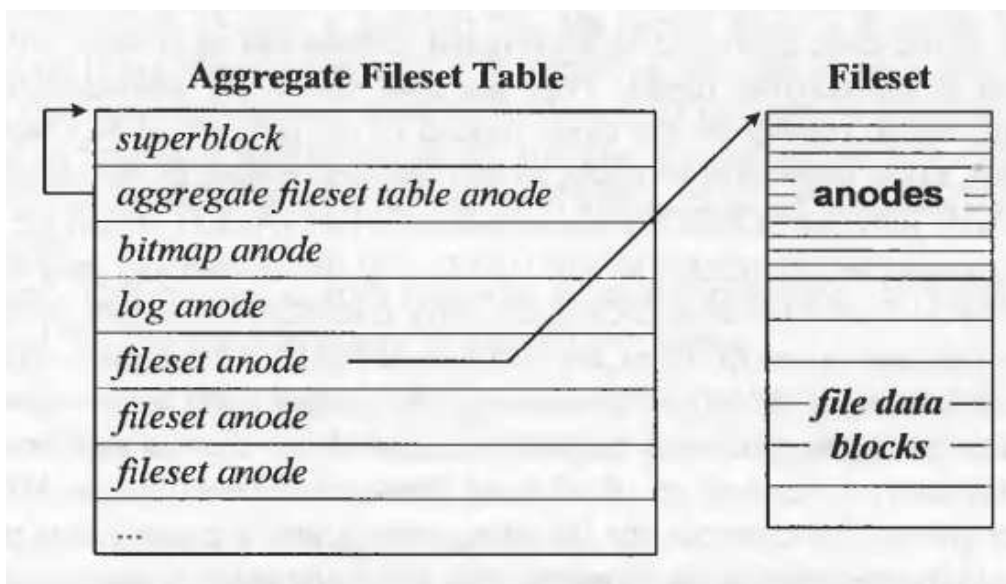 Aggregate Fileset Table
superblock
aggregate fileset table anode
bitmap anode
log anode
fileset anode
fileset anode
fileset anode
...
Fileset
anodes
file data
blocks